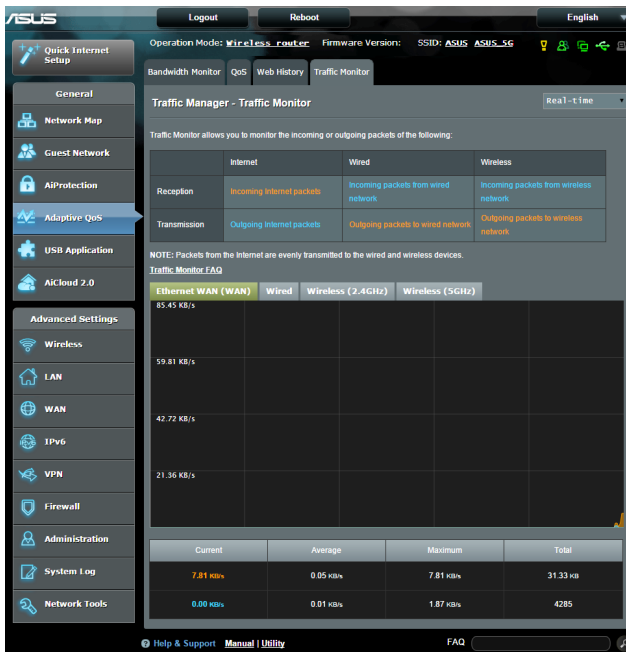 ASUS
Logout
Reboot
English
Quick Internet
Setup
General
Network Map
Guest Network
AiProtection
Adaptive QoS
USB Application
AiCloud 2.0
Advanced Settings
Wireless
LAN
WAN
IPv6
VPN
Firewall
Administration
System Log
Network Tools
Operation Mode: Wireless router Firmware Version: SSID: ASUS ASUS_5G
Bandwidth Monitor QoS Web History Traffic Monitor
Traffic Manager - Traffic Monitor
Real-time
Traffic Monitor allows you to monitor the incoming or outgoing packets of the following:
Internet Wired Wireless
Reception Incoming Internet packets Incoming packets from wired network Incoming packets from wireless network
Transmission Outgoing Internet packets Outgoing packets to wired network Outgoing packets to wireless network
NOTE: Packets from the Internet are evenly transmitted to the wired and wireless devices.
Traffic Monitor FAQ
Ethernet WAN (WAN) Wired Wireless (2.4GHz) Wireless (5GHz)
85.45 KB/s
59.81 KB/s
42.72 KB/s
21.36 KB/s
Current Average Maximum Total
7.81 KB/s 0.05 KB/s 7.81 KB/s 31.33 KB
0.00 KB/s 0.01 KB/s 1.87 KB/s 4285
Help & Support Manual | Utility FAQ